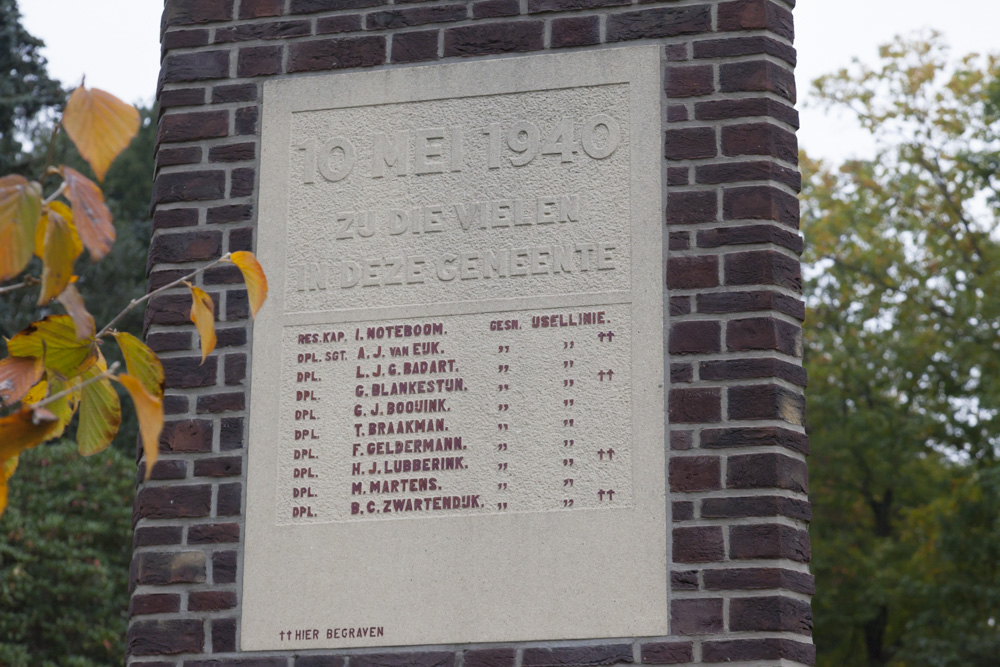 10 MEI 1940
ZIJ DIE VIELEN
IN DEZE GEMEENTE
RES. KAP. I. NOTEBOOM. GESN. IJSELLINIE. ††
DPL. SGT. A. J. VAN EIJK. ,, ,,
DPL. L. J. G. BADART. ,, ,, ††
DPL. G. BLANKESTIJN. ,, ,,
DPL. G. J. BOOIJINK. ,, ,,
DPL. T. BRAAKMAN. ,, ,,
DPL. F. GELDERMANN. ,, ,, ††
DPL. H. J. LUBBERINK. ,, ,,
DPL. M. MARTENS. ,, ,, ††
DPL. B. C. ZWARTENDIJK. ,, ,,
†† HIER BEGRAVEN